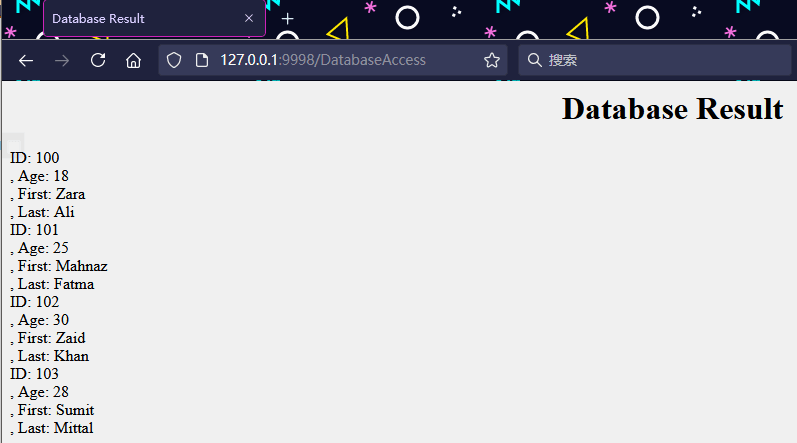 Database Result
127.0.0.1:9998/DatabaseAccess
搜索
Database Result
ID: 100
, Age: 18
, First: Zara
, Last: Ali
ID: 101
, Age: 25
, First: Mahnaz
, Last: Fatma
ID: 102
, Age: 30
, First: Zaid
, Last: Khan
ID: 103
, Age: 28
, First: Sumit
, Last: Mittal